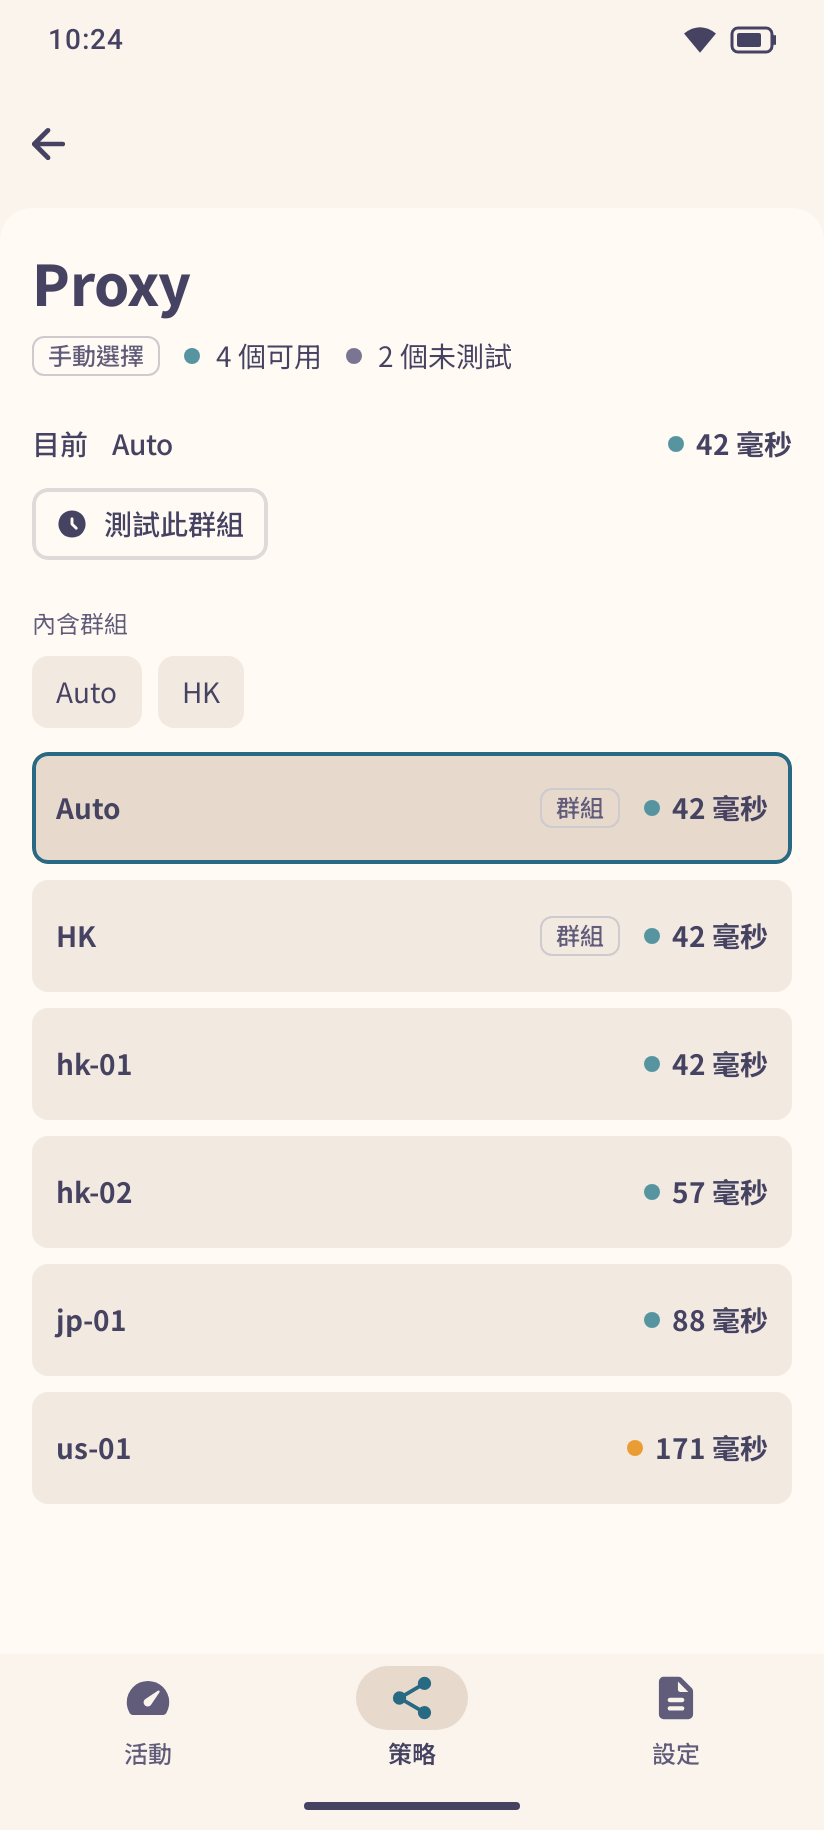 10:24
Proxy
手動選擇 4 個可用 2 個未測試
目前 Auto 42 毫秒
測試此群組
內含群組
Auto HK
Auto 群組 42 毫秒
HK 群組 42 毫秒
hk-01 42 毫秒
hk-02 57 毫秒
jp-01 88 毫秒
us-01 171 毫秒
活動 策略 設定